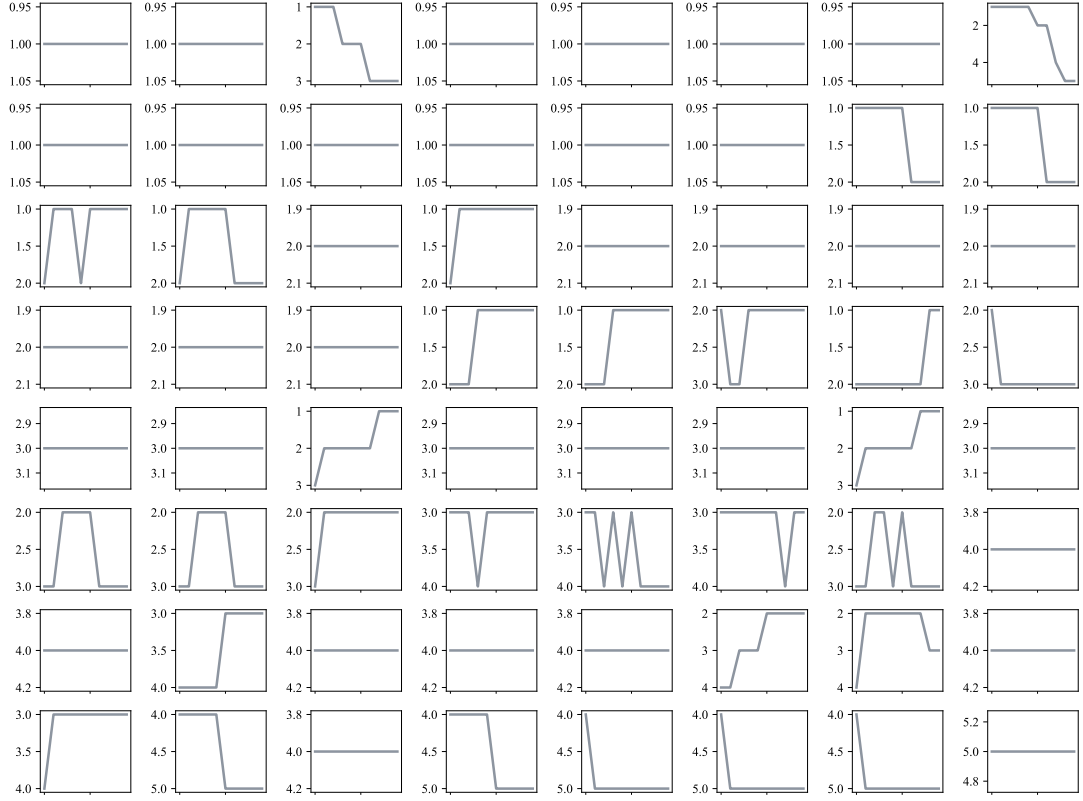 0.95 0.95 1 0.95 0.95 0.95 0.95
2
1.00 1.00 2 1.00 1.00 1.00 1.00
4
1.05 1.05 3 1.05 1.05 1.05 1.05
0.95 0.95 0.95 0.95 0.95 0.95 1.0 1.0
1.00 1.00 1.00 1.00 1.00 1.00 1.5 1.5
1.05 1.05 1.05 1.05 1.05 1.05 2.0 2.0
1.0 1.0 1.9 1.0 1.9 1.9 1.9 1.9
1.5 1.5 2.0 1.5 2.0 2.0 2.0 2.0
2.0 2.0 2.1 2.0 2.1 2.1 2.1 2.1
1.9 1.9 1.9 1.0 1.0 2.0 1.0 2.0
2.0 2.0 2.0 1.5 1.5 2.5 1.5 2.5
2.1 2.1 2.1 2.0 2.0 3.0 2.0 3.0
1 1
2.9 2.9 2.9 2.9 2.9 2.9
3.0 3.0 2 3.0 3.0 3.0 2 3.0
3.1 3.1 3.1 3.1 3.1 3.1
3 3
2.0 2.0 2.0 3.0 3.0 3.0 2.0 3.8
2.5 2.5 2.5 3.5 3.5 3.5 2.5 4.0
3.0 3.0 3.0 4.0 4.0 4.0 3.0 4.2
3.8 3.0 3.8 3.8 3.8 2 2 3.8
4.0 3.5 4.0 4.0 4.0 3 3 4.0
4.2 4.0 4.2 4.2 4.2 4 4 4.2
3.0 4.0 3.8 4.0 4.0 4.0 4.0
5.2
3.5 4.5 4.0 4.5 4.5 4.5 4.5 5.0
4.8
4.0 5.0 4.2 5.0 5.0 5.0 5.0